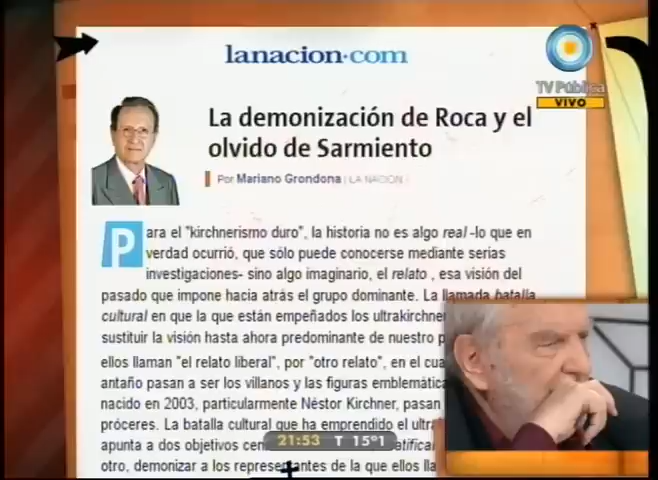 lanacion.com
TV Pública
VIVO
La demonización de Roca y el
olvido de Sarmiento
Por Mariano Grondona | LA NACION
Para el "kirchnerismo duro", la historia no es algo real -lo que en
verdad ocurrió, que sólo puede conocerse mediante serias
investigaciones- sino algo imaginario, el relato , esa visión del
pasado que impone hacia atrás el grupo dominante. La llamada batalla
cultural en que la que están empeñados los ultrakirchner
sustituir la visión hasta ahora predominante de nuestro p
ellos llaman "el relato liberal", por "otro relato", en el cua
antaño pasan a ser los villanos y las figuras emblemática
nacido en 2003, particularmente Néstor Kirchner, pasan
próceres. La batalla cultural que ha emprendido el ultra
apunta a dos objetivos cen
otro, demonizar a los representantes de la que ellos lla
21:53 T 15°1